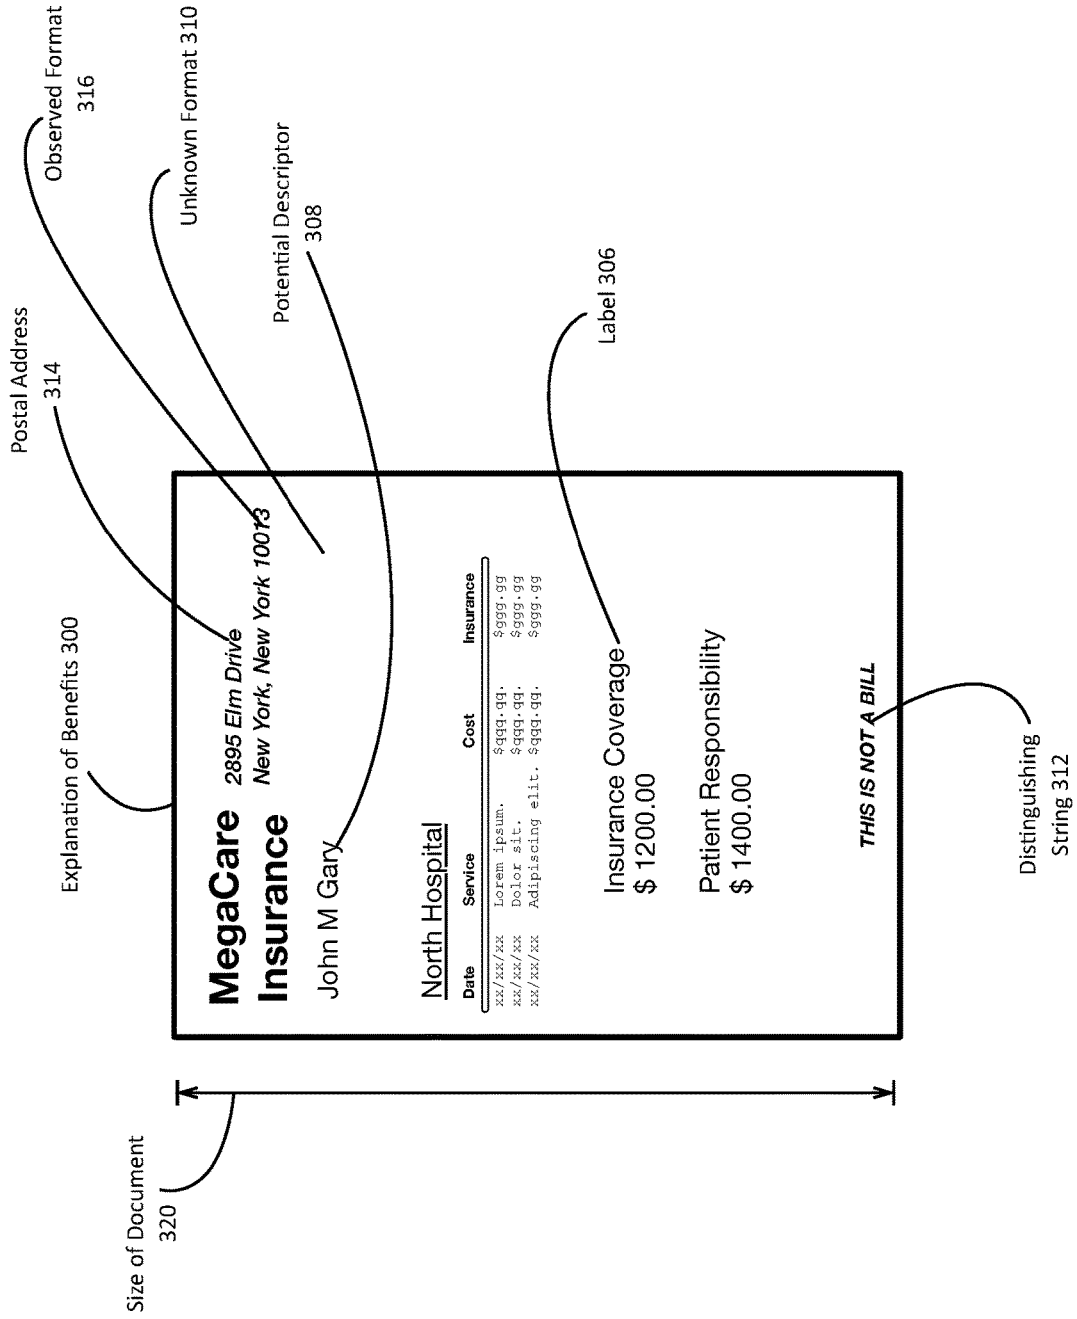 Explanation of Benefits 300
Postal Address
314
Observed Format
316
Unknown Format 310
Potential Descriptor
308
Label 306
Distinguishing
String 312
Size of Document
320
MegaCare
Insurance
2895 Elm Drive
New York, New York 10013
John M Gary
North Hospital
Date Service Cost Insurance
xx/xx/xx Lorem ipsum. $qqq.qq. $ggg.gg
xx/xx/xx Dolor sit. $qqq.qq. $ggg.gg
xx/xx/xx Adipiscing elit. $qqq.qq. $ggg.gg
Insurance Coverage
$ 1200.00
Patient Responsibility
$ 1400.00
THIS IS NOT A BILL